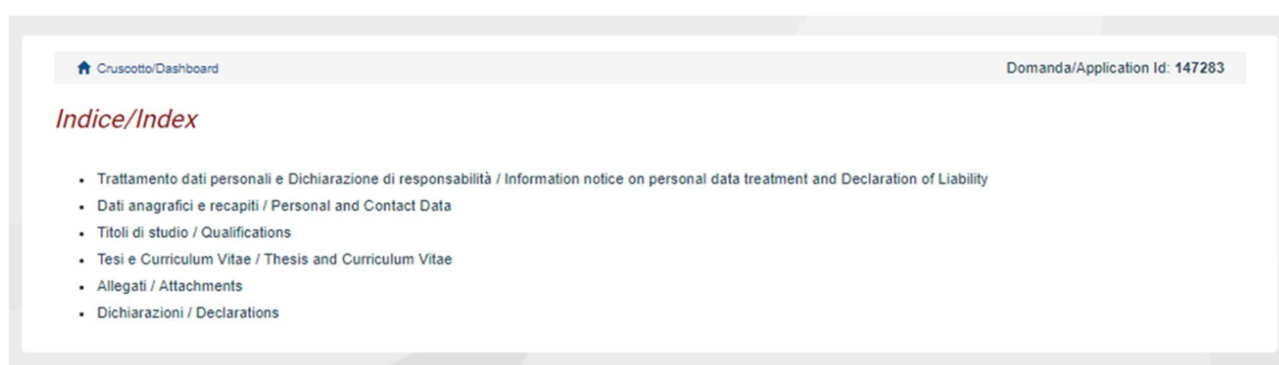 Cruscotto/Dashboard
Domanda/Application Id: 147283
Indice/Index
• Trattamento dati personali e Dichiarazione di responsabilità / Information notice on personal data treatment and Declaration of Liability
• Dati anagrafici e recapiti / Personal and Contact Data
• Titoli di studio / Qualifications
• Tesi e Curriculum Vitae / Thesis and Curriculum Vitae
• Allegati / Attachments
• Dichiarazioni / Declarations